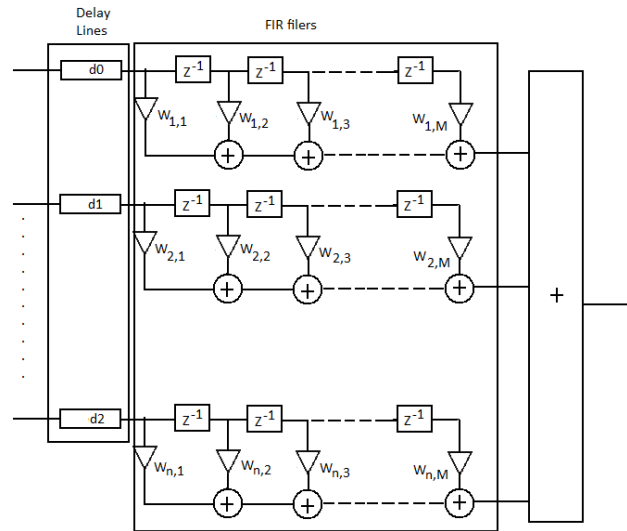 Delay
Lines
FIR filers
d0
Z-1
Z-1
Z-1
W1,1
W1,2
W1,3
W1,M
+
+
+
d1
Z-1
Z-1
Z-1
W2,1
W2,2
W2,3
W2,M
+
+
+
+
d2
Z-1
Z-1
Z-1
Wn,1
Wn,2
Wn,3
Wn,M
+
+
+